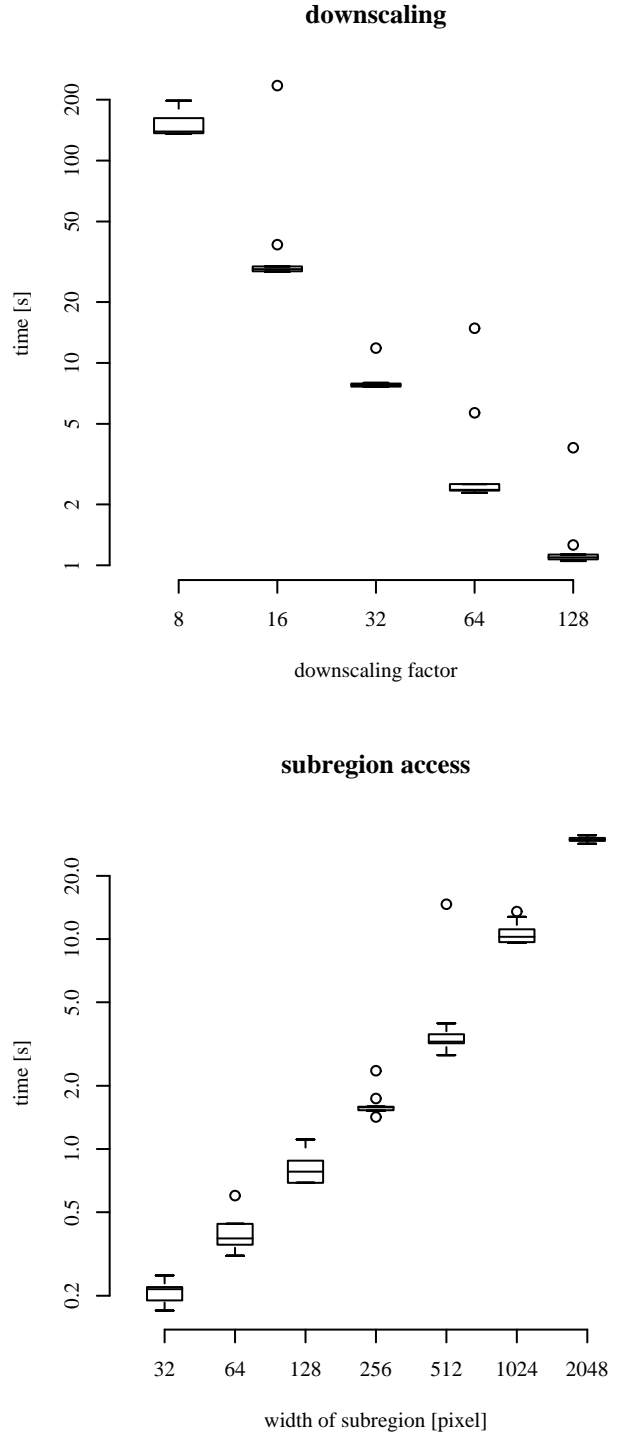 downscaling
200
100
50
20
10
5
2
1
time [s]
8 16 32 64 128
downscaling factor
subregion access
20.0
10.0
5.0
2.0
1.0
0.5
0.2
time [s]
32 64 128 256 512 1024 2048
width of subregion [pixel]